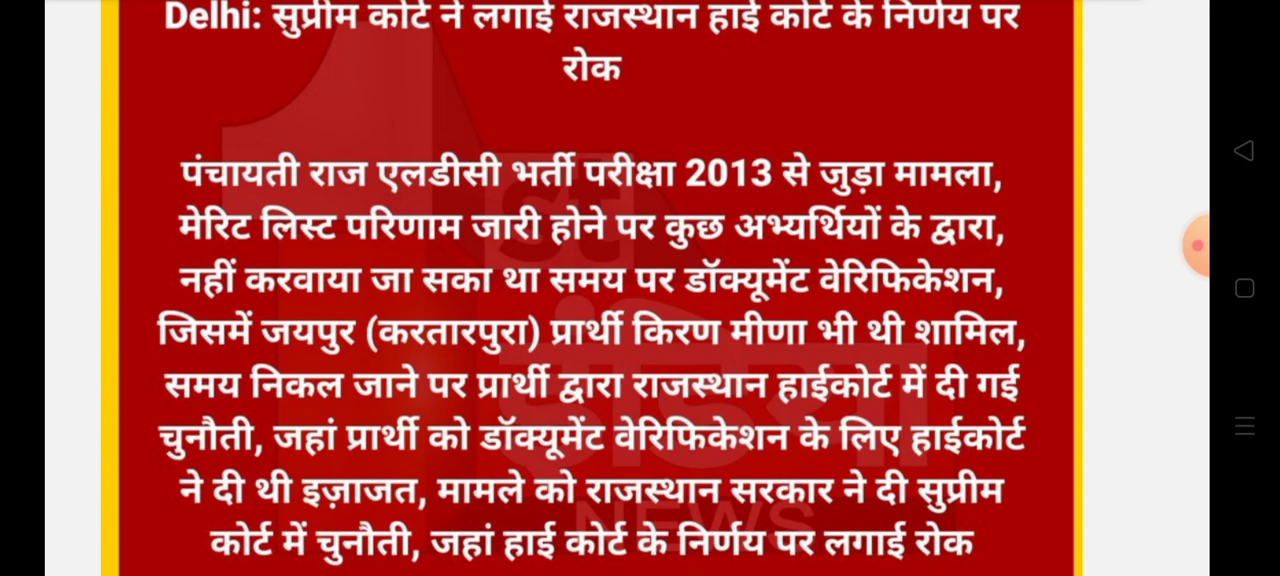 Delhi: सुप्रीम कोर्ट ने लगाई राजस्थान हाई कोर्ट के निर्णय पर
रोक
पंचायती राज एलडीसी भर्ती परीक्षा 2013 से जुड़ा मामला,
मेरिट लिस्ट परिणाम जारी होने पर कुछ अभ्यर्थियों के द्वारा,
नहीं करवाया जा सका था समय पर डॉक्यूमेंट वेरिफिकेशन,
जिसमें जयपुर (करतारपुरा) प्रार्थी किरण मीणा भी थी शामिल,
समय निकल जाने पर प्रार्थी द्वारा राजस्थान हाईकोर्ट में दी गई
चुनौती, जहां प्रार्थी को डॉक्यूमेंट वेरिफिकेशन के लिए हाईकोर्ट
ने दी थी इज़ाजत, मामले को राजस्थान सरकार ने दी सुप्रीम
कोर्ट में चुनौती, जहां हाई कोर्ट के निर्णय पर लगाई रोक
1st
इंडिया
NEWS